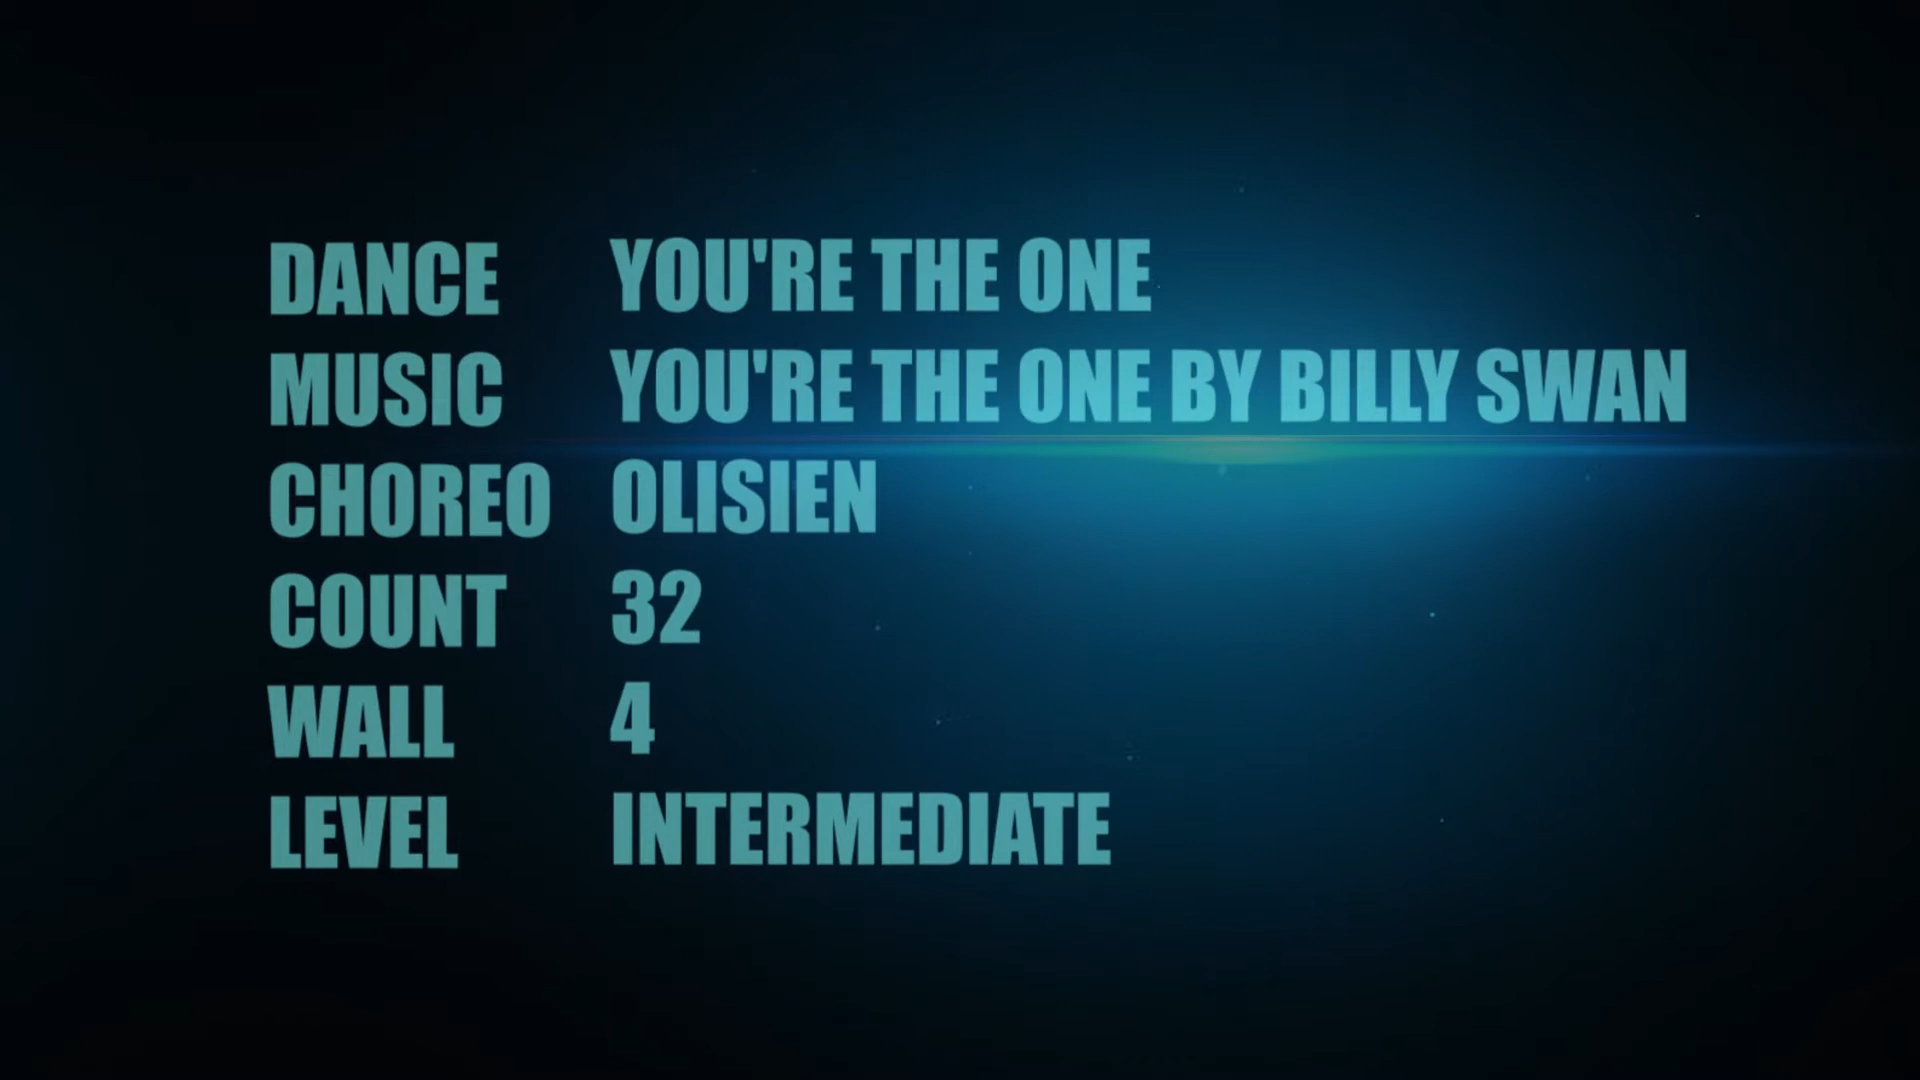 DANCE YOU'RE THE ONE
MUSIC YOU'RE THE ONE BY BILLY SWAN
CHOREO OLISIEN
COUNT 32
WALL 4
LEVEL INTERMEDIATE